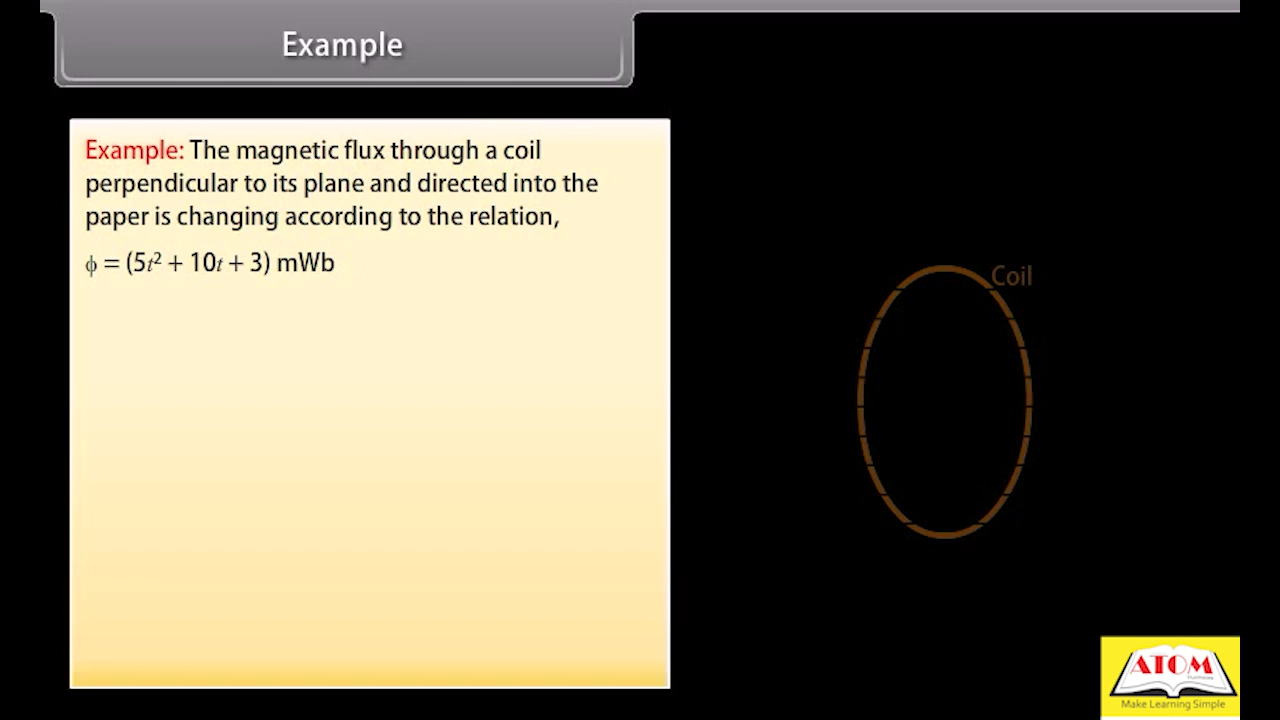 Example
Example: The magnetic flux through a coil
perpendicular to its plane and directed into the
paper is changing according to the relation,
ϕ = (5t² + 10t + 3) mWb
Coil
ATOM
Make Learning Simple